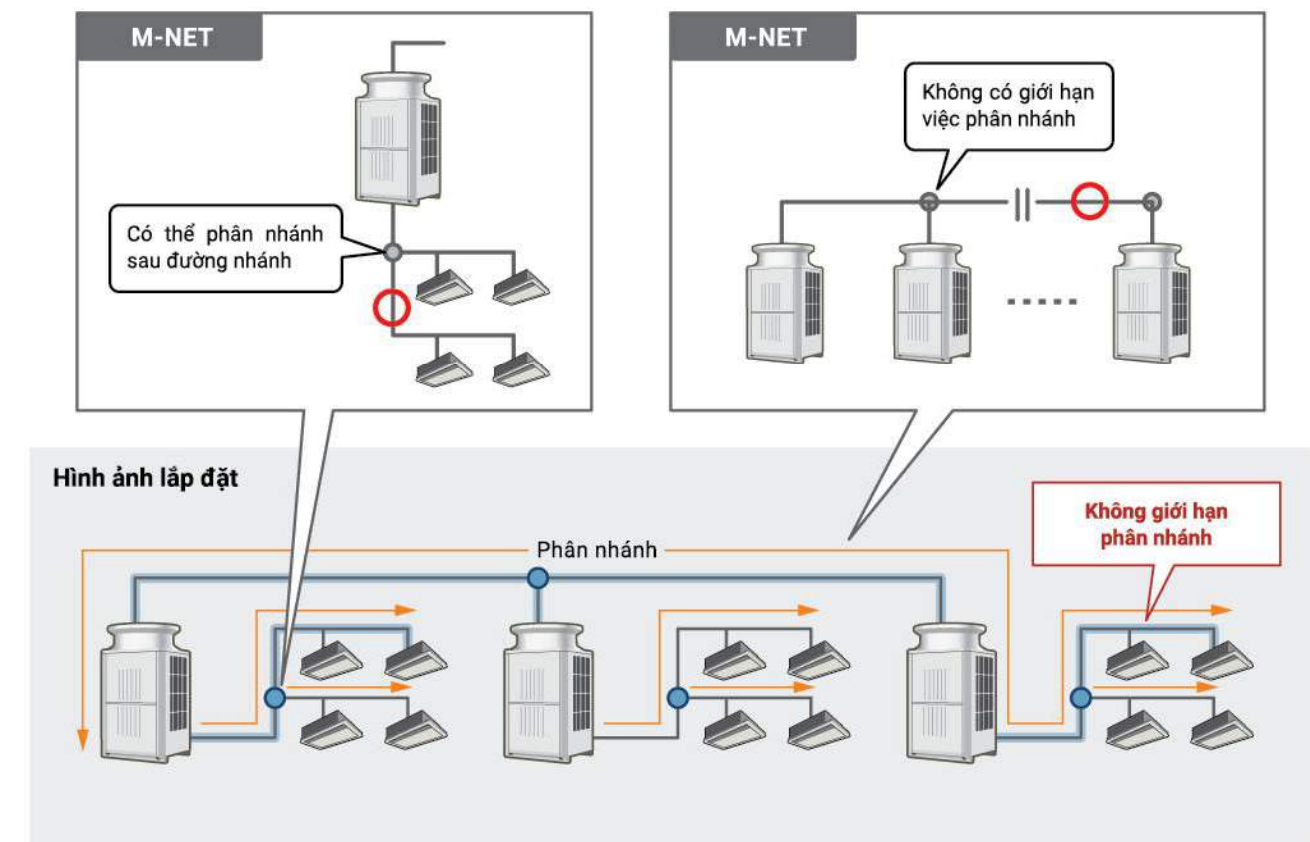 M-NET
Có thể phân nhánh
sau đường nhánh
M-NET
Không có giới hạn
việc phân nhánh
Hình ảnh lắp đặt
Phân nhánh
Không giới hạn
phân nhánh